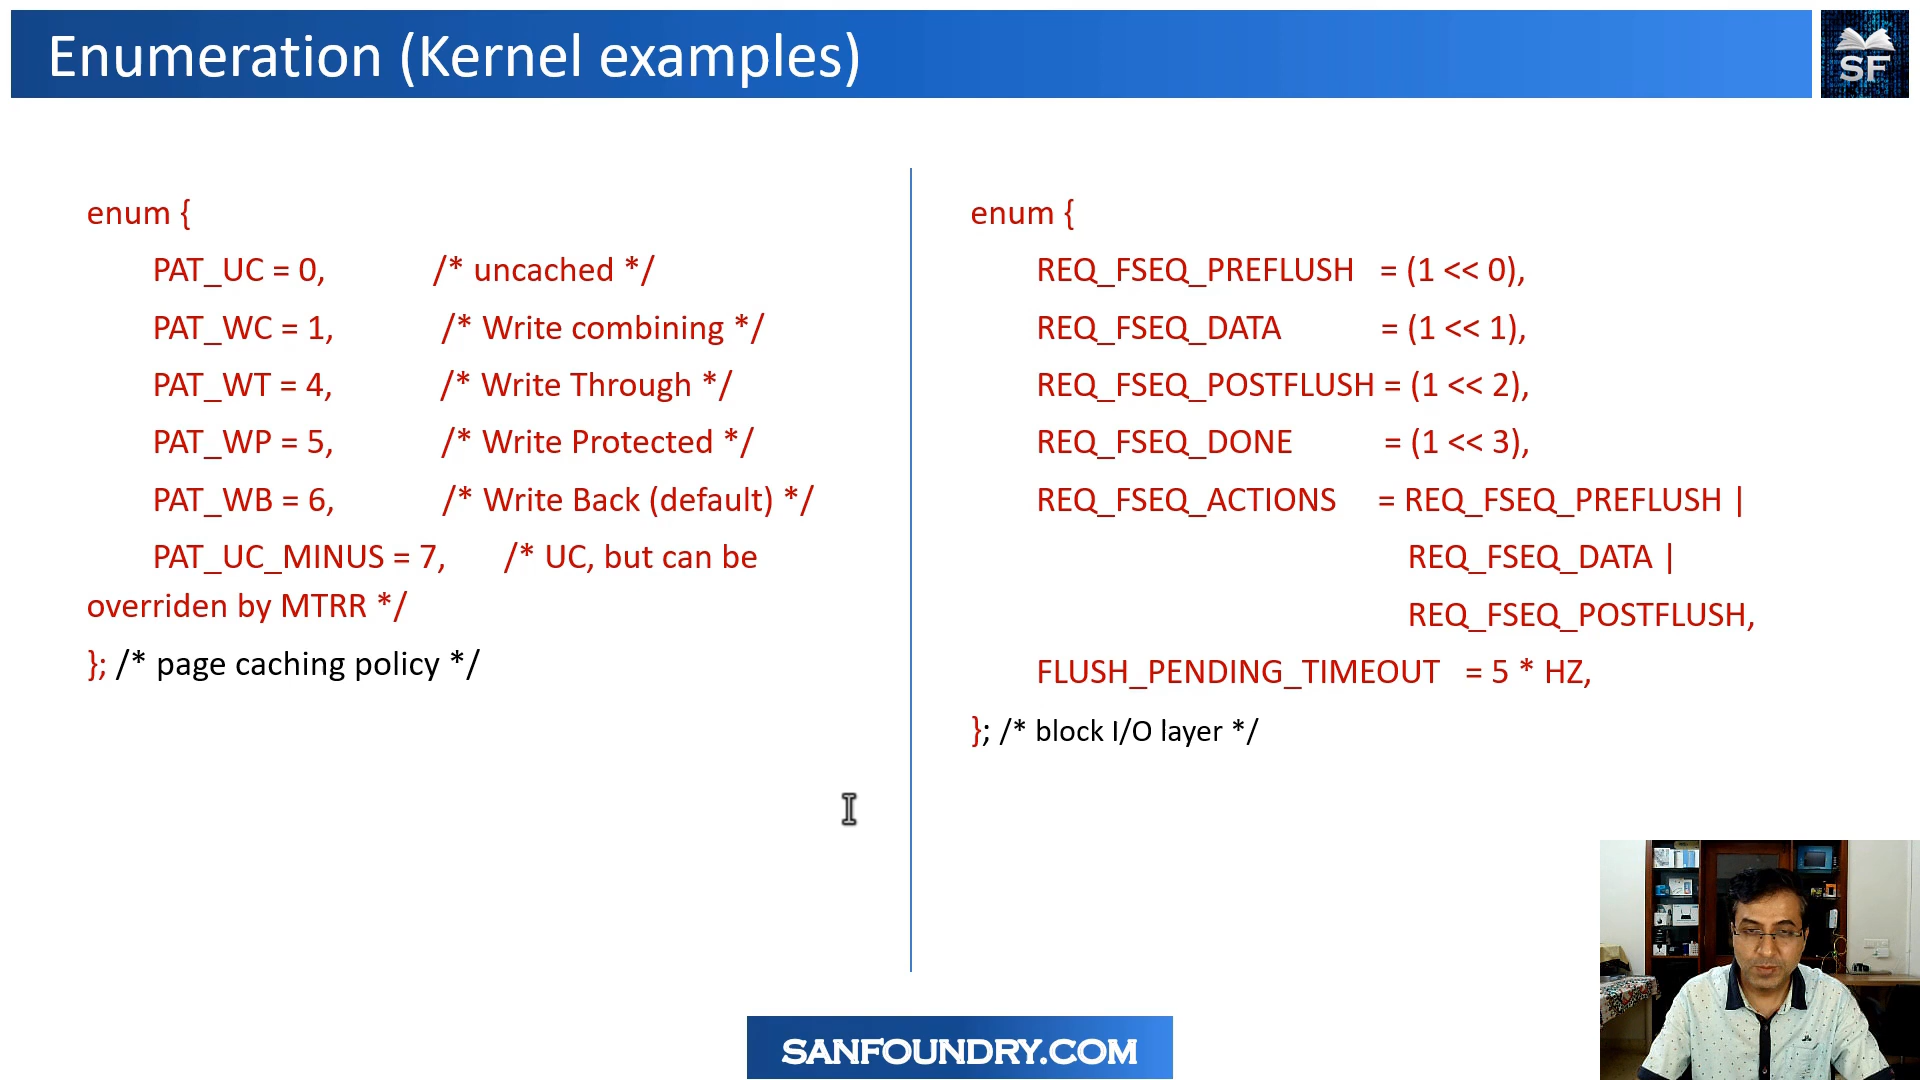 Enumeration (Kernel examples)
SF
enum {
PAT_UC = 0, /* uncached */
PAT_WC = 1, /* Write combining */
PAT_WT = 4, /* Write Through */
PAT_WP = 5, /* Write Protected */
PAT_WB = 6, /* Write Back (default) */
PAT_UC_MINUS = 7, /* UC, but can be
overriden by MTRR */
}; /* page caching policy */
enum {
REQ_FSEQ_PREFLUSH = (1 << 0),
REQ_FSEQ_DATA = (1 << 1),
REQ_FSEQ_POSTFLUSH = (1 << 2),
REQ_FSEQ_DONE = (1 << 3),
REQ_FSEQ_ACTIONS = REQ_FSEQ_PREFLUSH |
REQ_FSEQ_DATA |
REQ_FSEQ_POSTFLUSH,
FLUSH_PENDING_TIMEOUT = 5 * HZ,
}; /* block I/O layer */
SANFOUNDRY.COM